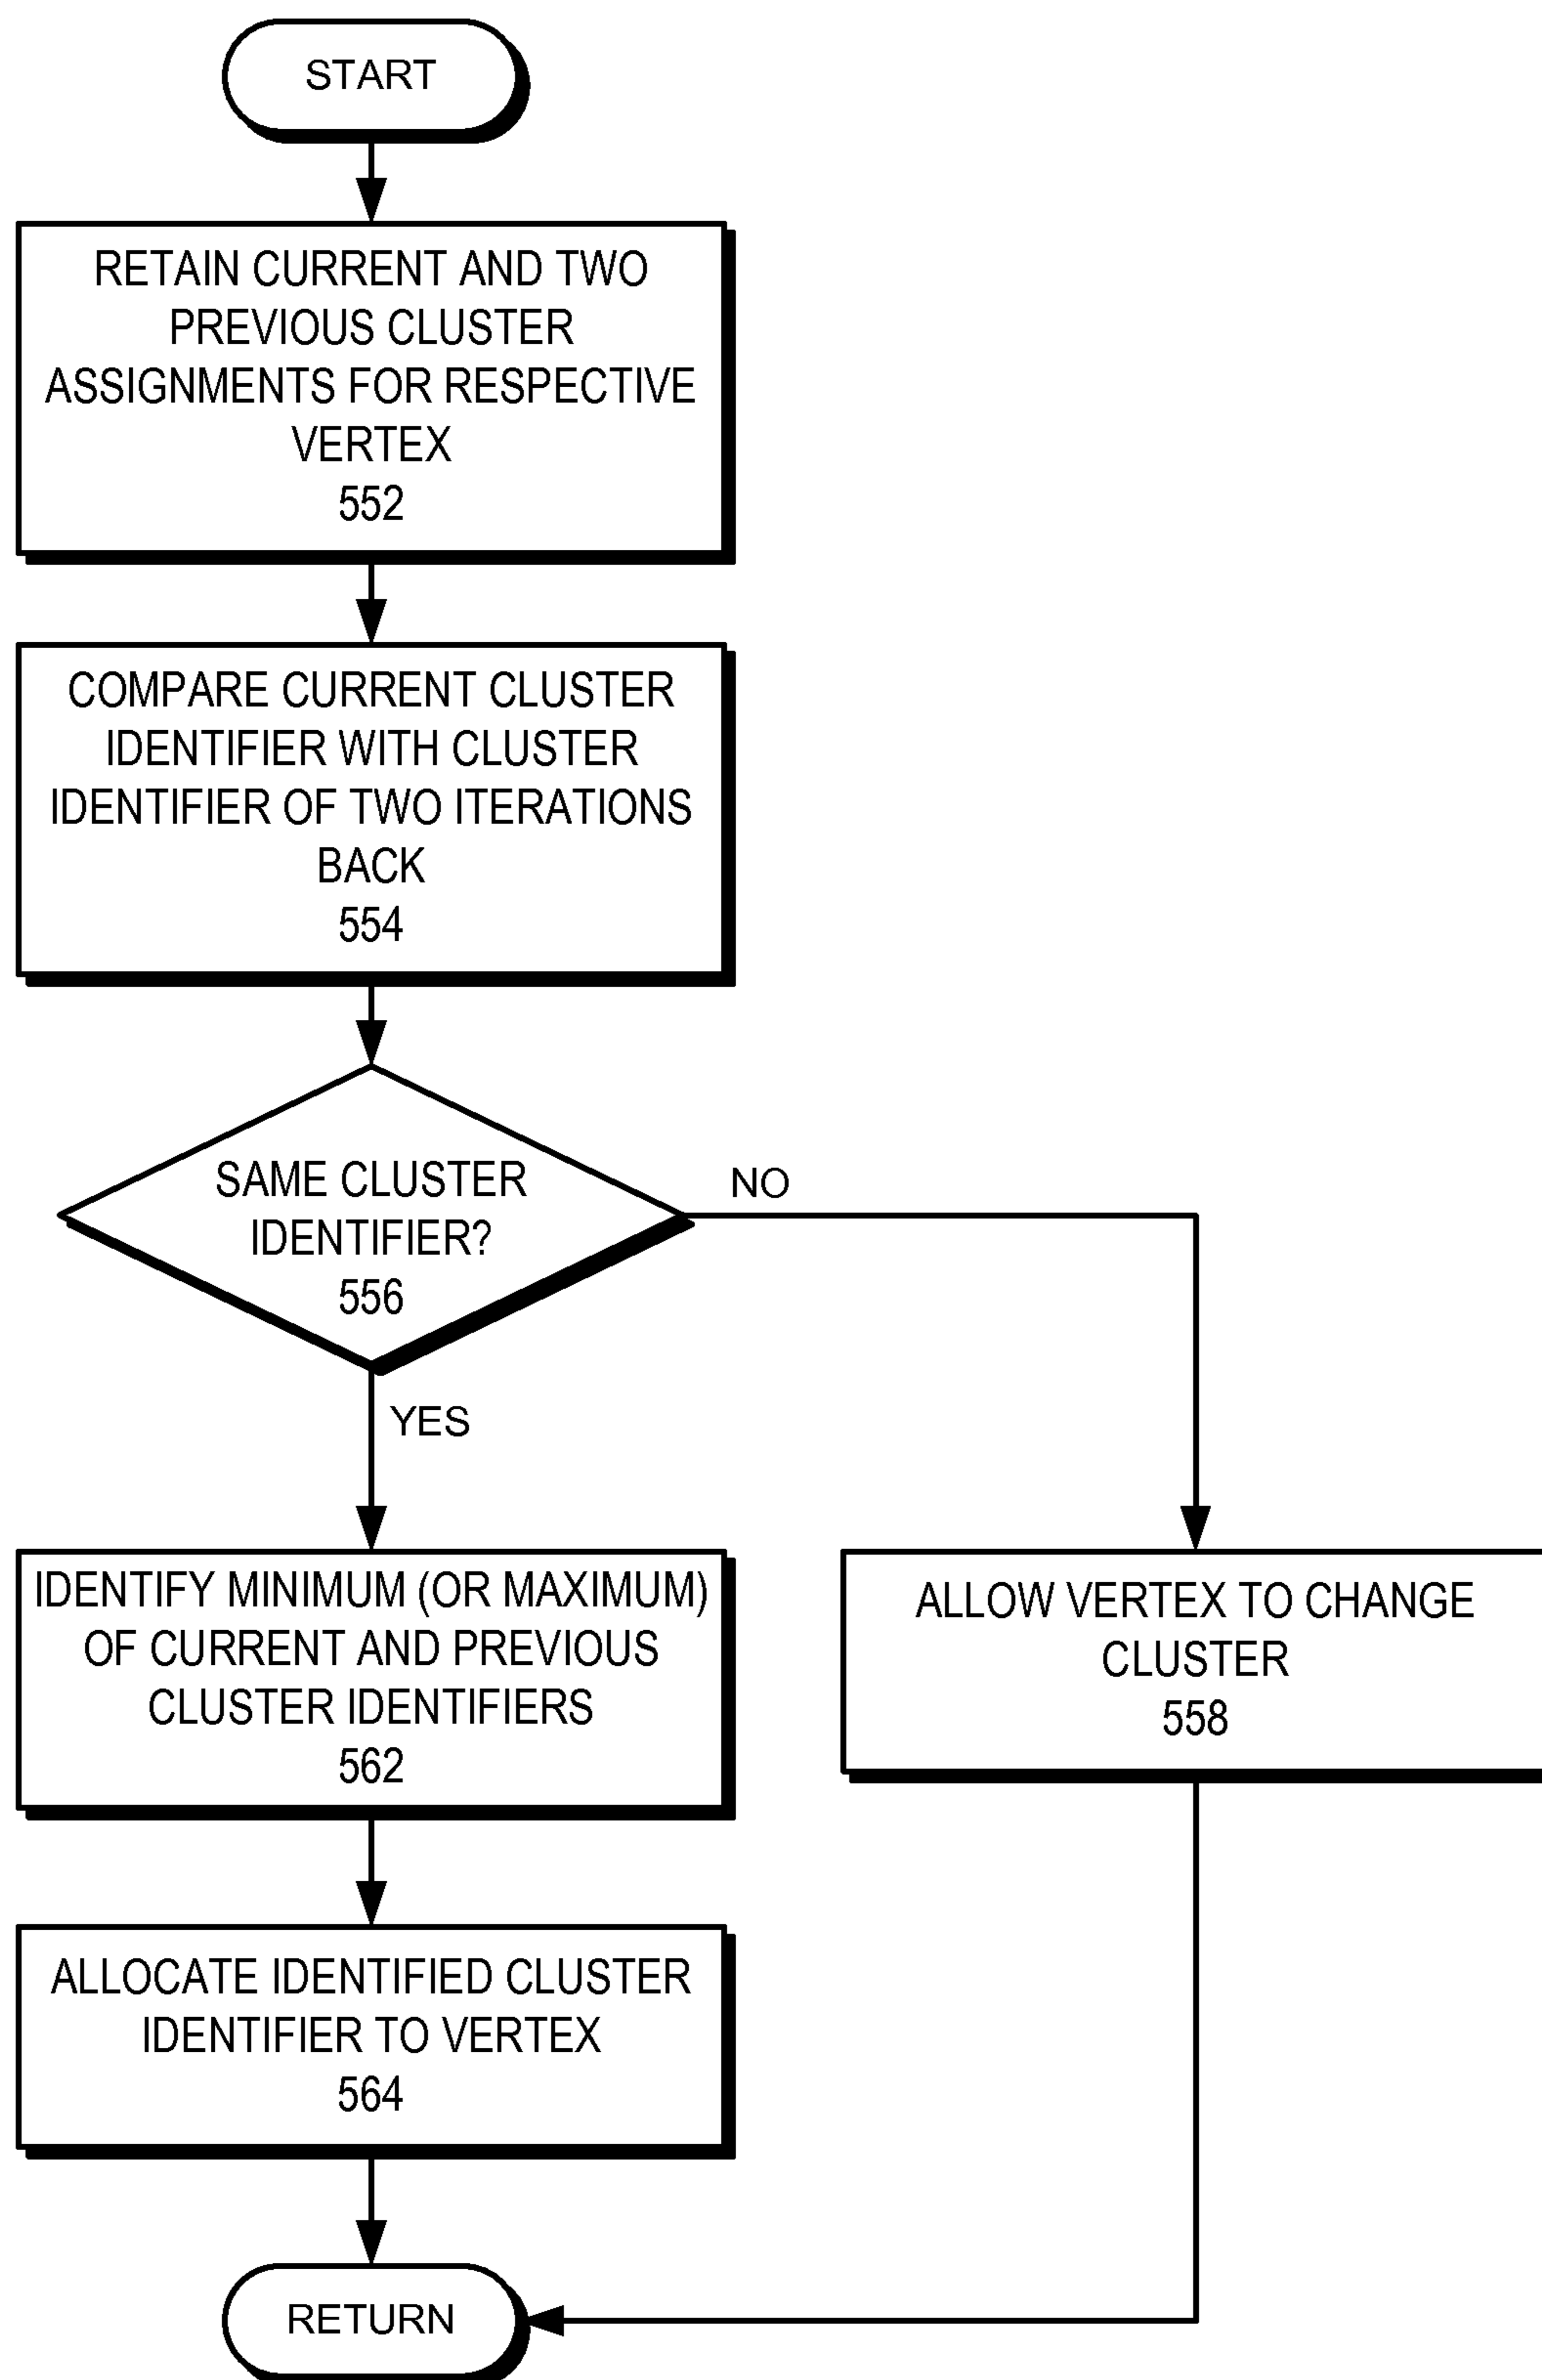 START
RETAIN CURRENT AND TWO
PREVIOUS CLUSTER
ASSIGNMENTS FOR RESPECTIVE
VERTEX
552
COMPARE CURRENT CLUSTER
IDENTIFIER WITH CLUSTER
IDENTIFIER OF TWO ITERATIONS
BACK
554
SAME CLUSTER
IDENTIFIER?
556
NO
YES
IDENTIFY MINIMUM (OR MAXIMUM)
OF CURRENT AND PREVIOUS
CLUSTER IDENTIFIERS
562
ALLOW VERTEX TO CHANGE
CLUSTER
558
ALLOCATE IDENTIFIED CLUSTER
IDENTIFIER TO VERTEX
564
RETURN